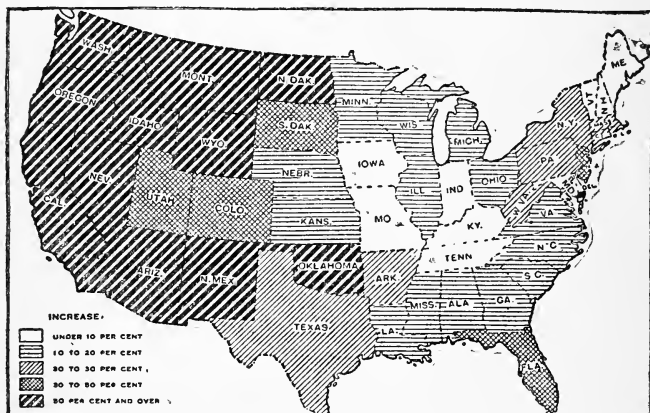 WASH.
MONT.
N. DAK.
MINN.
ME.
OREGON
IDAHO
WYO.
S. DAK.
WIS.
MICH.
N.Y.
VT.
N.H.
NEV.
UTAH
COLO.
NEBR.
IOWA
ILL
IND
OHIO
PA.
CAL.
KANS.
MO.
KY.
W.VA.
VA.
DEL.
ARIZ.
N. MEX.
OKLAHOMA
ARK.
TENN
N.C.
S.C.
TEXAS
LA.
MISS.
ALA
GA.
FLA.
INCREASE.
UNDER 10 PER CENT
10 TO 20 PER CENT
20 TO 30 PER CENT
30 TO 50 PER CENT
50 PER CENT AND OVER